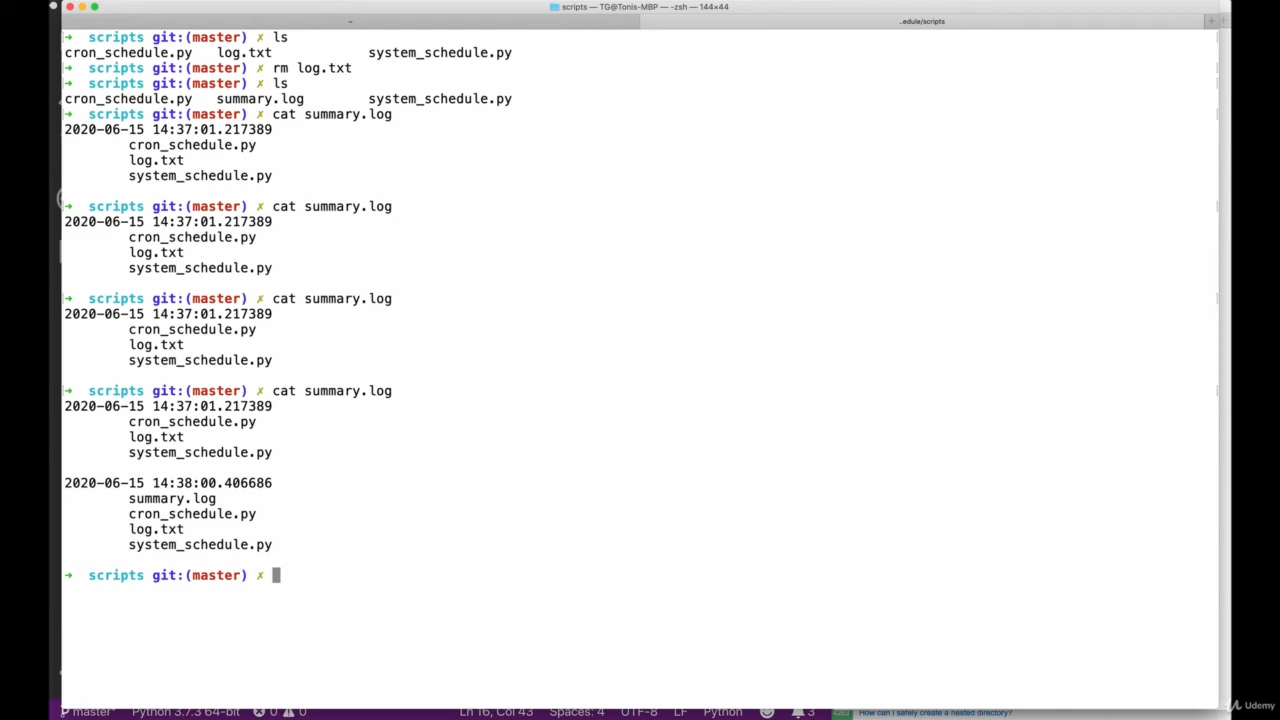 scripts — TG@Tonis-MBP — -zsh — 144×44
~ ..edule/scripts +
➜ scripts git:(master) ✗ ls
cron_schedule.py log.txt system_schedule.py
➜ scripts git:(master) ✗ rm log.txt
➜ scripts git:(master) ✗ ls
cron_schedule.py summary.log system_schedule.py
➜ scripts git:(master) ✗ cat summary.log
2020-06-15 14:37:01.217389
cron_schedule.py
log.txt
system_schedule.py
➜ scripts git:(master) ✗ cat summary.log
2020-06-15 14:37:01.217389
cron_schedule.py
log.txt
system_schedule.py
➜ scripts git:(master) ✗ cat summary.log
2020-06-15 14:37:01.217389
cron_schedule.py
log.txt
system_schedule.py
➜ scripts git:(master) ✗ cat summary.log
2020-06-15 14:37:01.217389
cron_schedule.py
log.txt
system_schedule.py
2020-06-15 14:38:00.406686
summary.log
cron_schedule.py
log.txt
system_schedule.py
➜ scripts git:(master) ✗
master* Python 3.7.3 64-bit 0 0 Ln 16, Col 43 Spaces: 4 UTF-8 LF Python 3 How can I safely create a nested directory?
Udemy